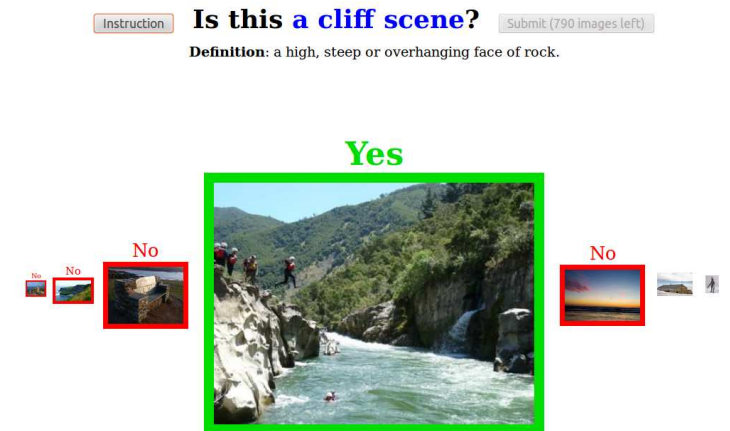 Instruction
Is this a cliff scene?
Submit (790 images left)
Definition: a high, steep or overhanging face of rock.
Yes
No
No
No
No